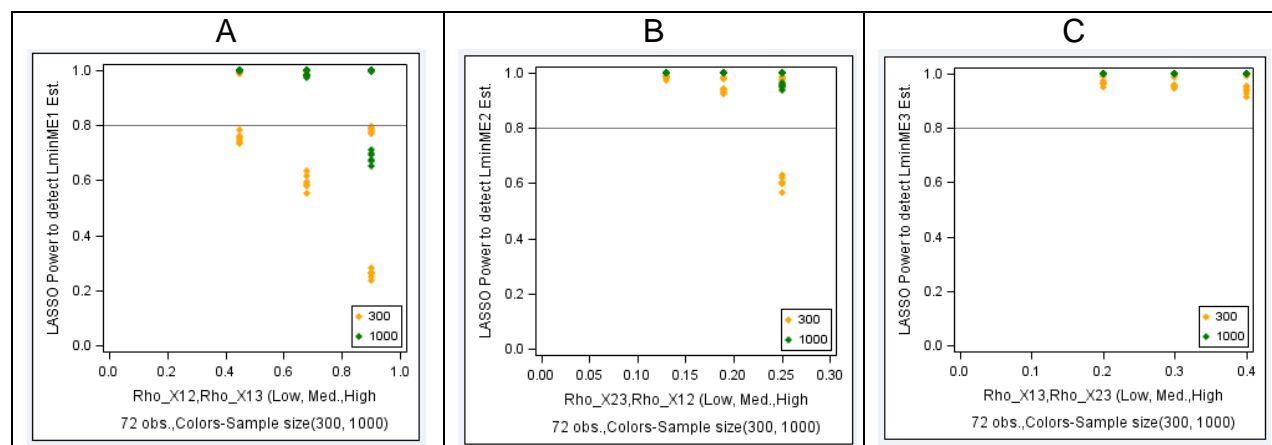 A
LASSO Power to detect LminME1 Est.
1.0
0.8
0.6
0.4
0.2
0.0
300
1000
0.0 0.2 0.4 0.6 0.8 1.0
Rho_X12,Rho_X13 (Low, Med.,High
72 obs.,Colors-Sample size(300, 1000)
B
LASSO Power to detect LminME2 Est.
1.0
0.8
0.6
0.4
0.2
0.0
300
1000
0.00 0.05 0.10 0.15 0.20 0.25 0.30
Rho_X23,Rho_X12 (Low, Med.,High
72 obs.,Colors-Sample size(300, 1000)
C
LASSO Power to detect LminME3 Est.
1.0
0.8
0.6
0.4
0.2
0.0
300
1000
0.0 0.1 0.2 0.3 0.4
Rho_X13,Rho_X23 (Low, Med.,High
72 obs.,Colors-Sample size(300, 1000)